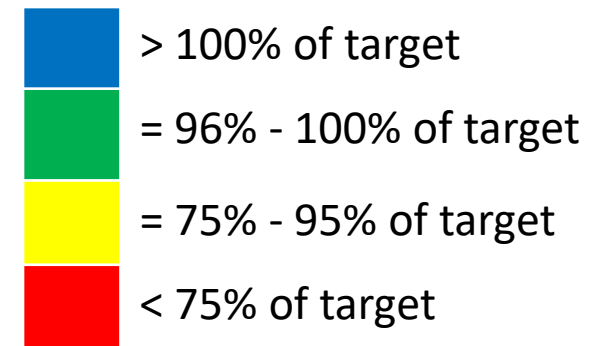 > 100% of target
= 96% - 100% of target
= 75% - 95% of target
< 75% of target